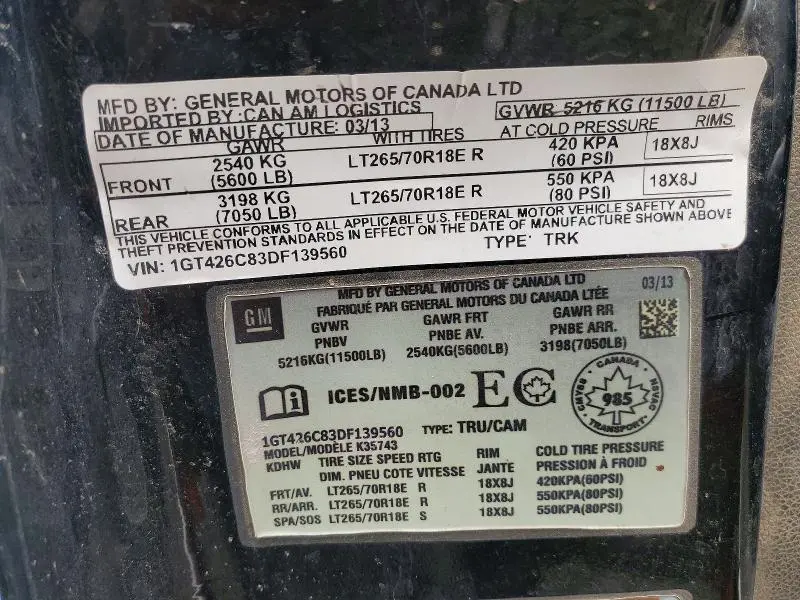 MFD BY: GENERAL MOTORS OF CANADA LTD
IMPORTED BY:CAN AM LOGISTICS
GVWR 5216 KG (11500 LB)
DATE OF MANUFACTURE: 03/13
GAWR WITH TIRES AT COLD PRESSURE RIMS
FRONT 2540 KG (5600 LB) LT265/70R18E R 420 KPA (60 PSI) 18X8J
REAR 3198 KG (7050 LB) LT265/70R18E R 550 KPA (80 PSI) 18X8J
THIS VEHICLE CONFORMS TO ALL APPLICABLE U.S. FEDERAL MOTOR VEHICLE SAFETY AND
THEFT PREVENTION STANDARDS IN EFFECT ON THE DATE OF MANUFACTURE SHOWN ABOVE
VIN: 1GT426C83DF139560 TYPE: TRK
GM
MFD BY GENERAL MOTORS OF CANADA LTD 03/13
FABRIQUÉ PAR GENERAL MOTORS DU CANADA LTÉE
GVWR GAWR FRT GAWR RR
PNBV PNBE AV. PNBE ARR.
5216KG(11500LB) 2540KG(5600LB) 3198(7050LB)
i ICES/NMB-002 EC
CANADA
985
TRANSPORT
CMVSS
NSVAC
1GT426C83DF139560 TYPE: TRU/CAM
MODEL/MODÈLE K35743
KDHW TIRE SIZE SPEED RTG RIM COLD TIRE PRESSURE
DIM. PNEU COTE VITESSE JANTE PRESSION À FROID
FRT/AV. LT265/70R18E R 18X8J 420KPA(60PSI)
RR/ARR. LT265/70R18E R 18X8J 550KPA(80PSI)
SPA/SOS LT265/70R18E S 18X8J 550KPA(80PSI)